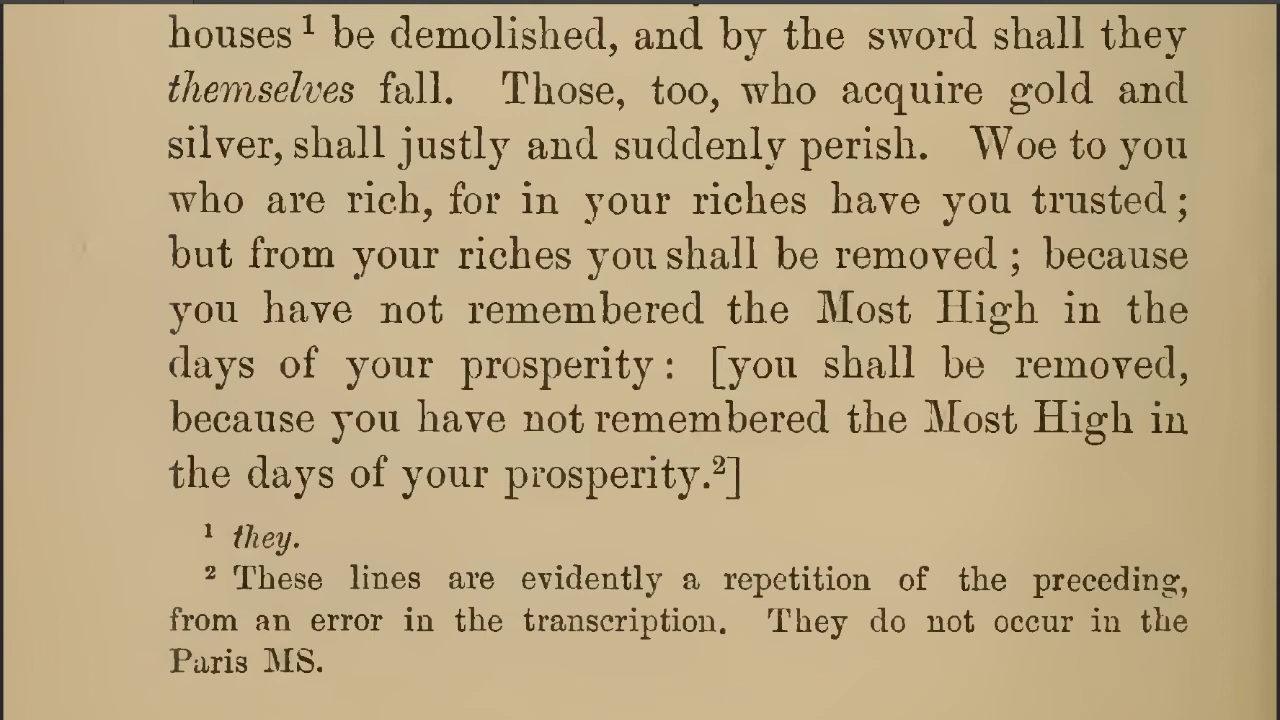 houses¹ be demolished, and by the sword shall they
themselves fall. Those, too, who acquire gold and
silver, shall justly and suddenly perish. Woe to you
who are rich, for in your riches have you trusted ;
but from your riches you shall be removed ; because
you have not remembered the Most High in the
days of your prosperity : [you shall be removed,
because you have not remembered the Most High in
the days of your prosperity.²]
¹ they.
² These lines are evidently a repetition of the preceding,
from an error in the transcription. They do not occur in the
Paris MS.